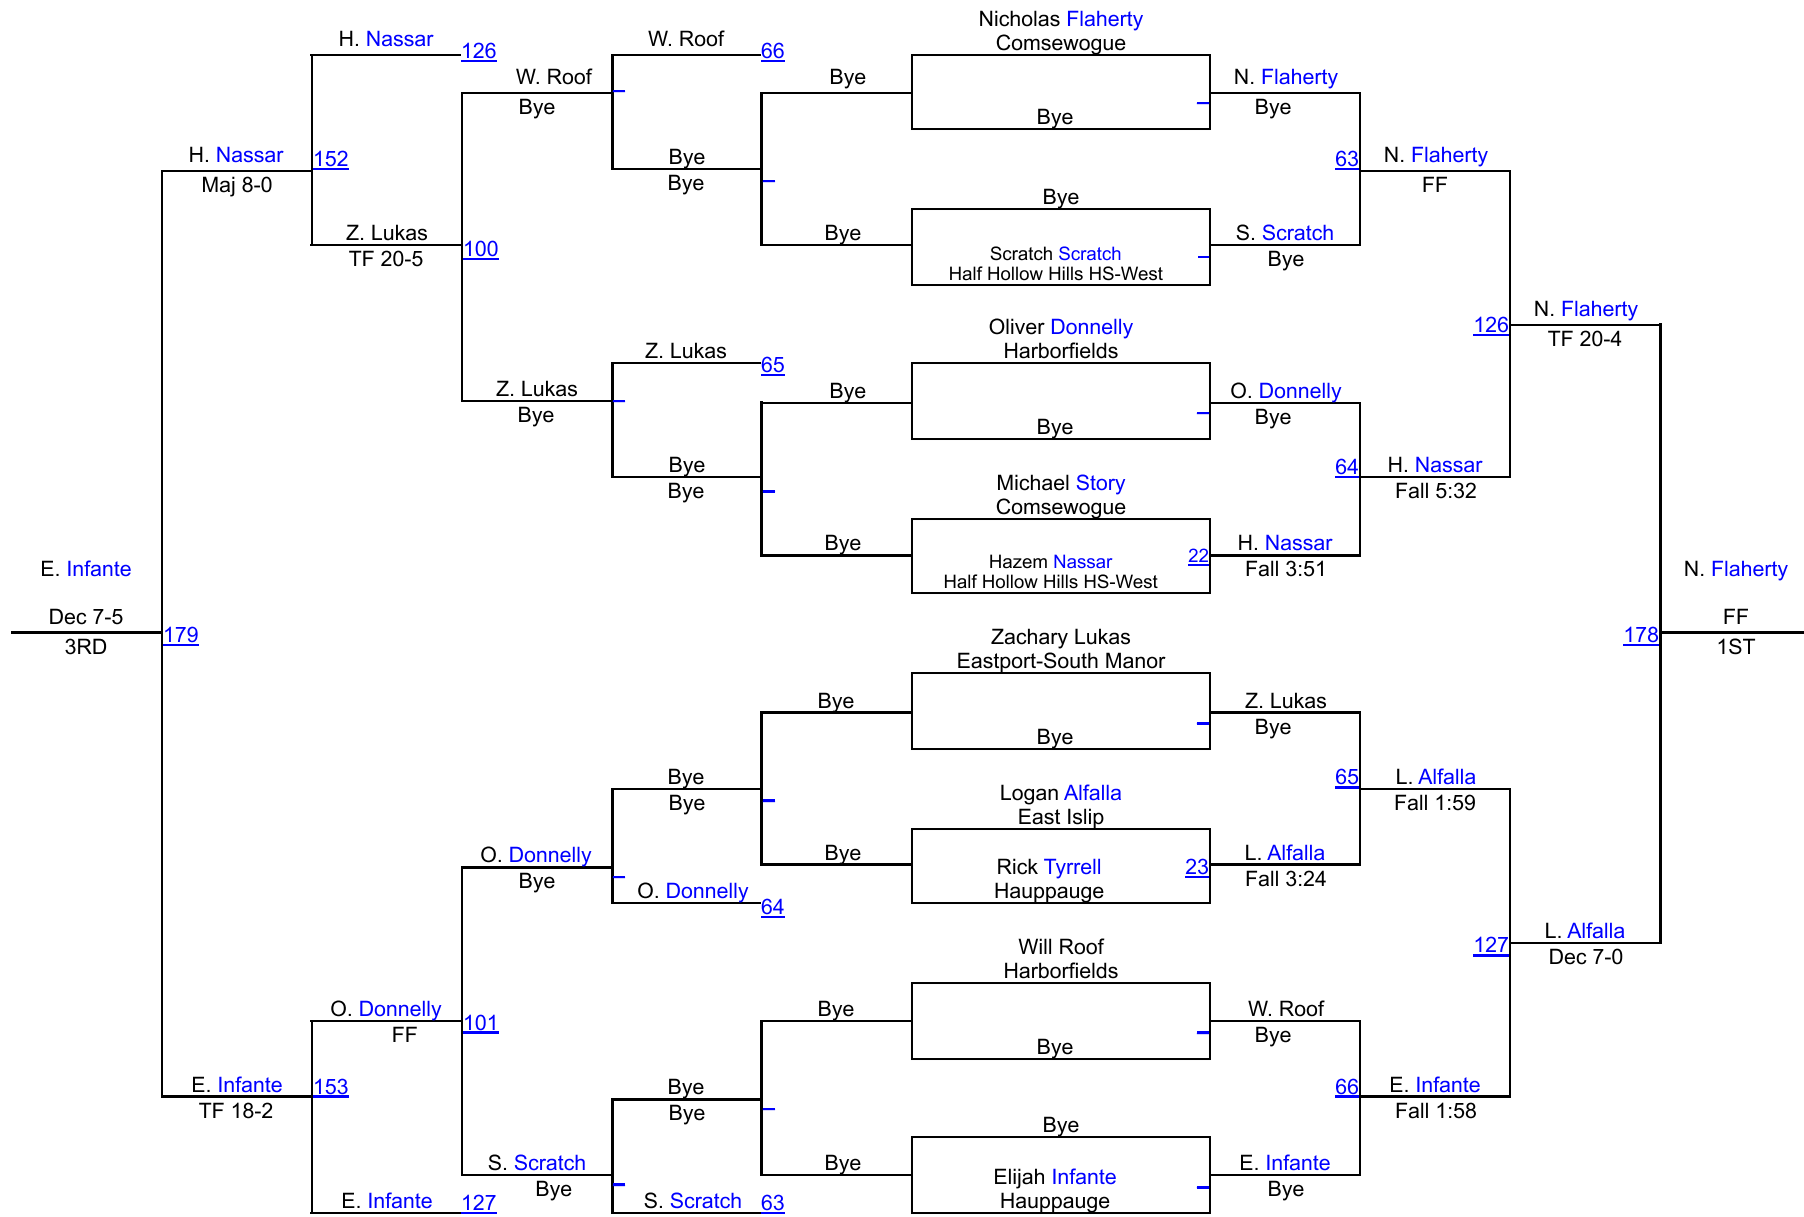 Nicholas Flaherty
H. Nassar
W. Roof
Comsewogue
126
66
W. Roof
Bye
N. Flaherty
Bye
Bye
Bye
H. Nassar
152
Bye
63
N. Flaherty
Maj 8-0
Bye
FF
Bye
Z. Lukas
Bye
S. Scratch
TF 20-5
100
Scratch Scratch
Bye
Half Hollow Hills HS-West
N. Flaherty
Oliver Donnelly
126
TF 20-4
Z. Lukas
Harborfields
65
Z. Lukas
Bye
O. Donnelly
Bye
Bye
Bye
Bye
64
H. Nassar
Bye
Michael Story
Fall 5:32
Comsewogue
Bye
H. Nassar
Hazem Nassar
22
Fall 3:51
Half Hollow Hills HS-West
E. Infante
N. Flaherty
Dec 7-5
FF
179
Zachary Lukas
178
3RD
1ST
Eastport-South Manor
Bye
Z. Lukas
Bye
Bye
Bye
65
L. Alfalla
Bye
Logan Alfalla
Fall 1:59
East Islip
O. Donnelly
Bye
Rick Tyrrell
23
L. Alfalla
Bye
O. Donnelly
Hauppauge
Fall 3:24
64
L. Alfalla
Will Roof
127
Dec 7-0
Harborfields
O. Donnelly
101
Bye
W. Roof
FF
Bye
Bye
E. Infante
153
Bye
66
E. Infante
TF 18-2
Bye
Fall 1:58
Bye
S. Scratch
Bye
Elijah Infante
E. Infante
Bye
Bye
E. Infante
127
S. Scratch
63
Hauppauge